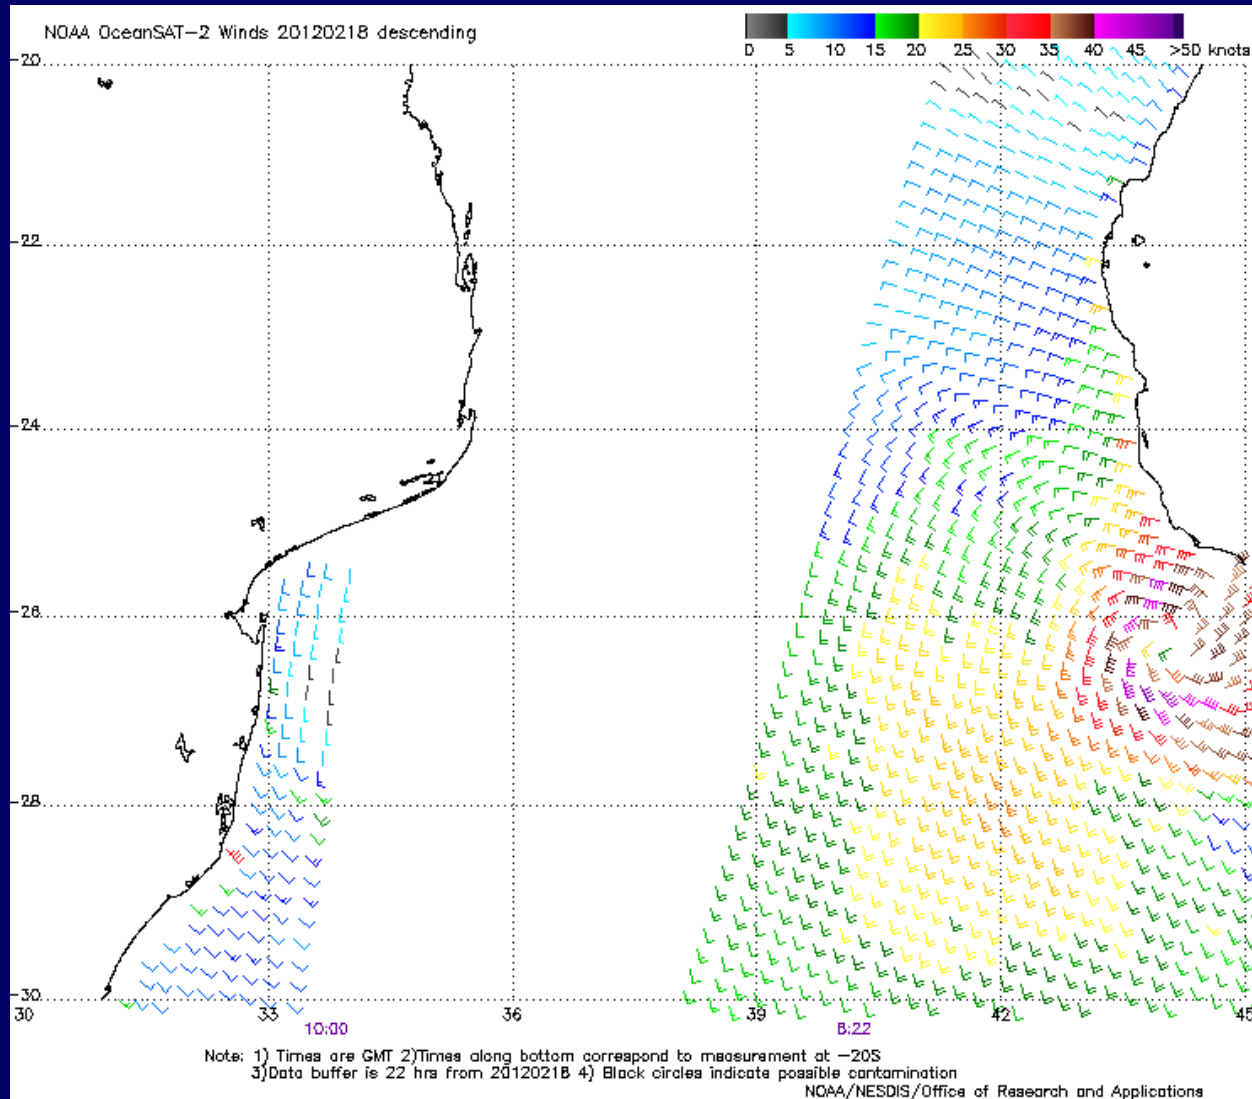 NOAA OceanSAT-2 Winds 20120218 descending
0 5 10 15 20 25 30 35 40 45 >50 knots
-20
-22
-24
-26
-28
-30
30 33 36 39 42 45
10:00 8:22
Note: 1) Times are GMT 2)Times along bottom correspond to measurement at -20S
3)Data buffer is 22 hrs from 20120218 4) Black circles indicate possible contamination
NOAA/NESDIS/Office of Research and Applications